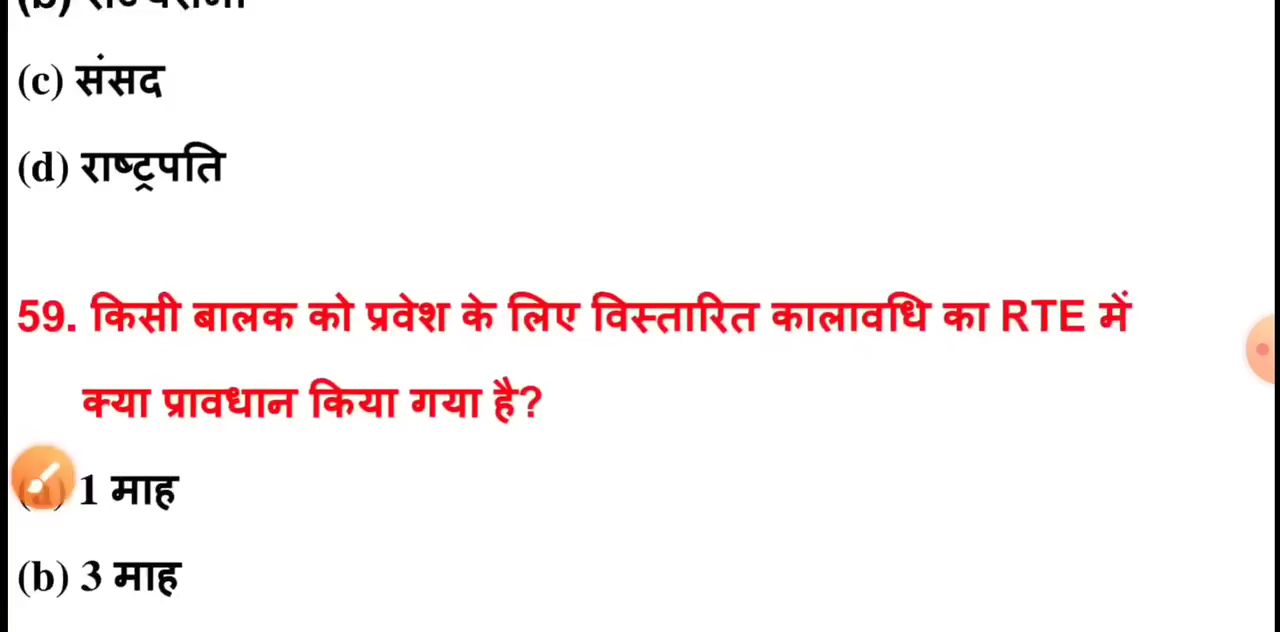 (c) संसद
(d) राष्ट्रपति
59. किसी बालक को प्रवेश के लिए विस्तारित कालावधि का RTE में
क्या प्रावधान किया गया है?
(a) 1 माह
(b) 3 माह